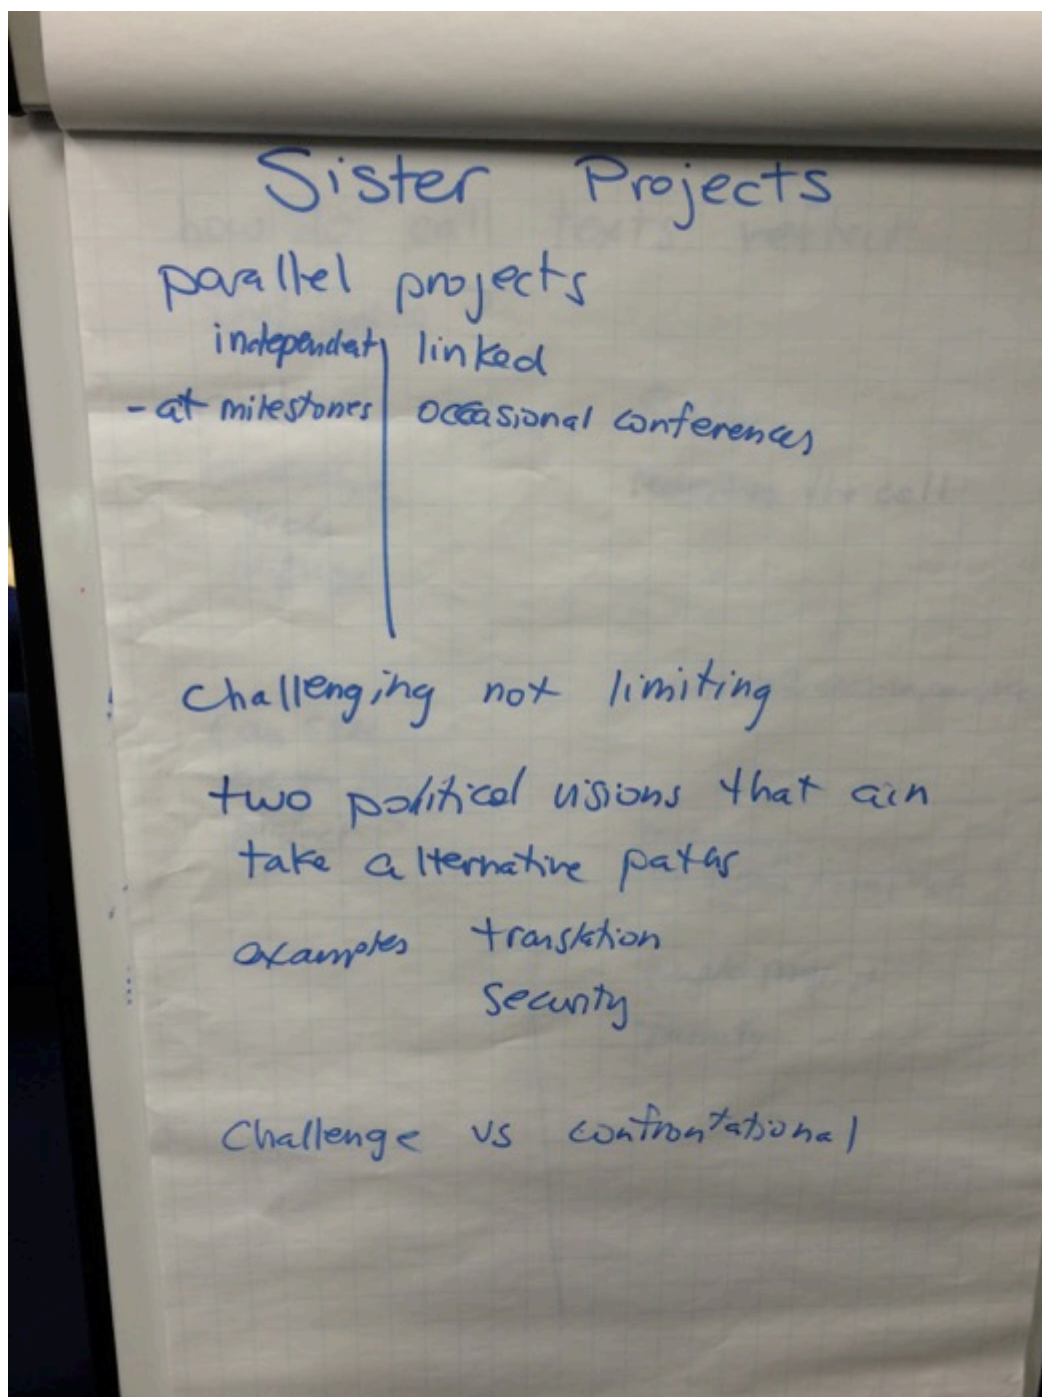 Sister Projects
parallel projects
independent linked
- at milestones occasional conferences
Challenging not limiting
two political visions that can
take alternative paths
examples translation
Security
Challenge vs confrontational